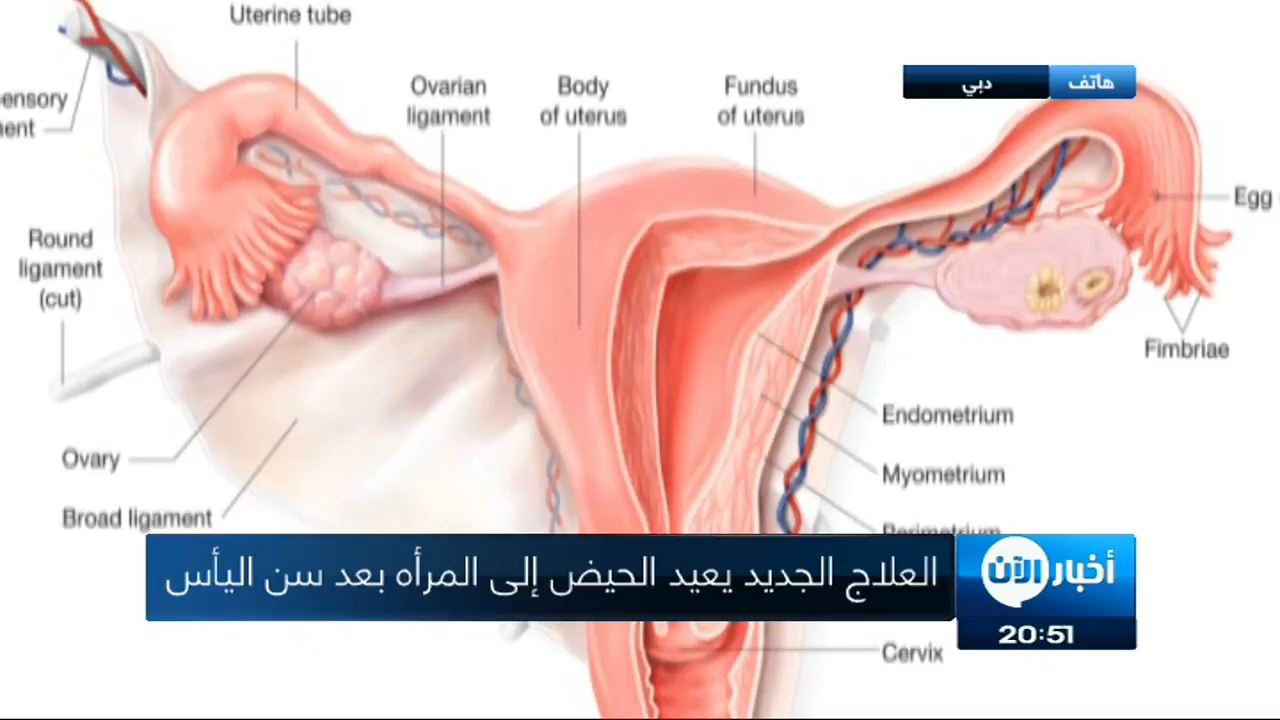 Uterine tube
Ovarian
ligament
Body
of uterus
Fundus
of uterus
هاتف
دبي
Egg
Round
ligament
(cut)
Fimbriae
Endometrium
Ovary
Myometrium
Broad ligament
Perimetrium
العلاج الجديد يعيد الحيض إلى المرأه بعد سن اليأس
أخبار الآن
20:51
Cervix